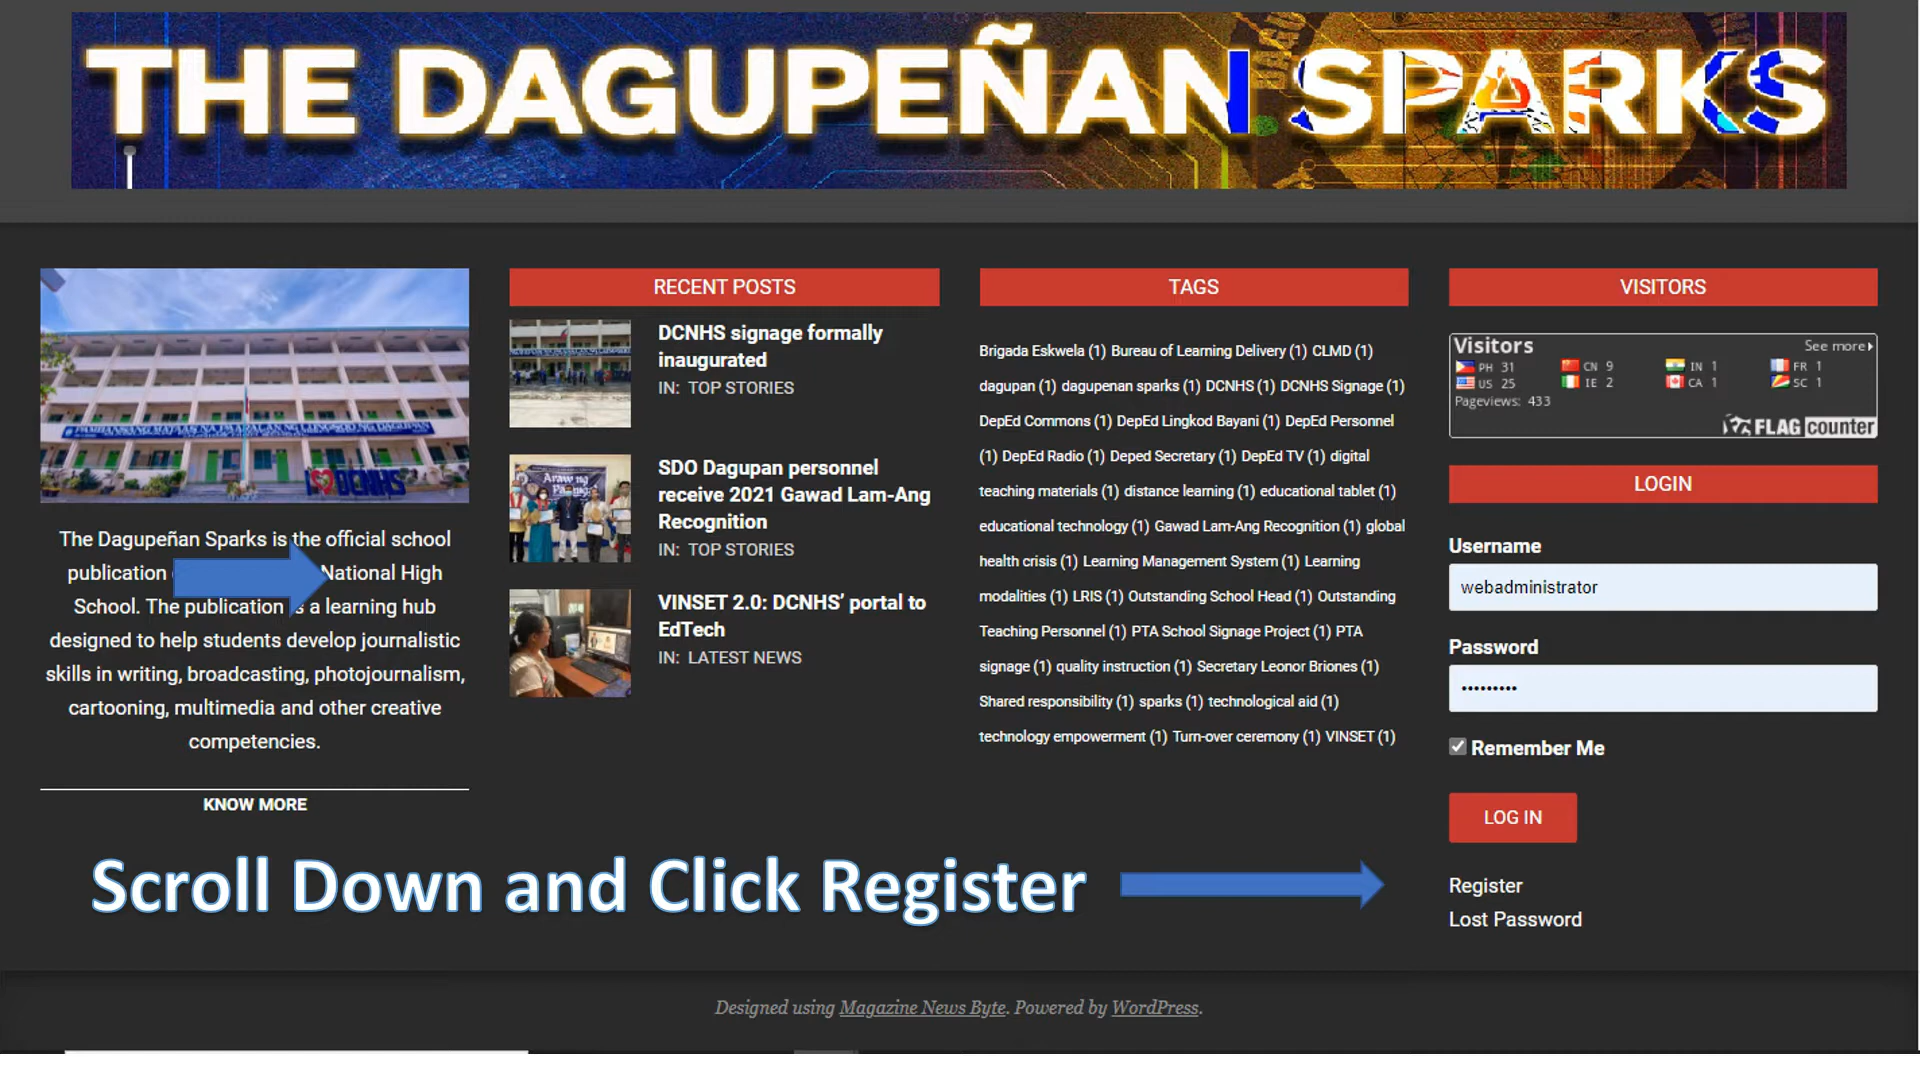 THE DAGUPEÑAN SPARKS
I DCNHS
The Dagupeñan Sparks is the official school
publication National High
School. The publication is a learning hub
designed to help students develop journalistic
skills in writing, broadcasting, photojournalism,
cartooning, multimedia and other creative
competencies.
KNOW MORE
RECENT POSTS
DCNHS signage formally
inaugurated
IN: TOP STORIES
Araw ng
SDO Dagupan personnel
receive 2021 Gawad Lam-Ang
Recognition
IN: TOP STORIES
VINSET 2.0: DCNHS’ portal to
EdTech
IN: LATEST NEWS
TAGS
Brigada Eskwela (1) Bureau of Learning Delivery (1) CLMD (1)
dagupan (1) dagupenan sparks (1) DCNHS (1) DCNHS Signage (1)
DepEd Commons (1) DepEd Lingkod Bayani (1) DepEd Personnel
(1) DepEd Radio (1) Deped Secretary (1) DepEd TV (1) digital
teaching materials (1) distance learning (1) educational tablet (1)
educational technology (1) Gawad Lam-Ang Recognition (1) global
health crisis (1) Learning Management System (1) Learning
modalities (1) LRIS (1) Outstanding School Head (1) Outstanding
Teaching Personnel (1) PTA School Signage Project (1) PTA
signage (1) quality instruction (1) Secretary Leonor Briones (1)
Shared responsibility (1) sparks (1) technological aid (1)
technology empowerment (1) Turn-over ceremony (1) VINSET (1)
VISITORS
Visitors See more
PH 31 CN 9 IN 1 FR 1
US 25 IE 2 CA 1 SC 1
Pageviews: 433
FLAG counter
LOGIN
Username
webadministrator
Password
•••••••••
Remember Me
LOG IN
Register
Lost Password
Scroll Down and Click Register
Designed using Magazine News Byte. Powered by WordPress.